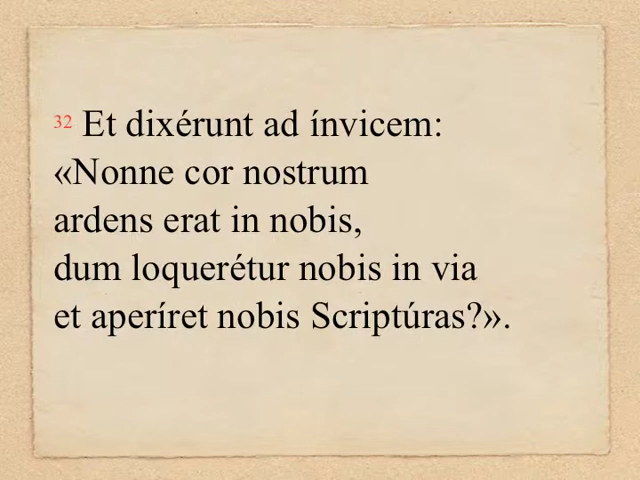 32 Et dixérunt ad ínvicem:
«Nonne cor nostrum
ardens erat in nobis,
dum loquerétur nobis in via
et aperíret nobis Scriptúras?».